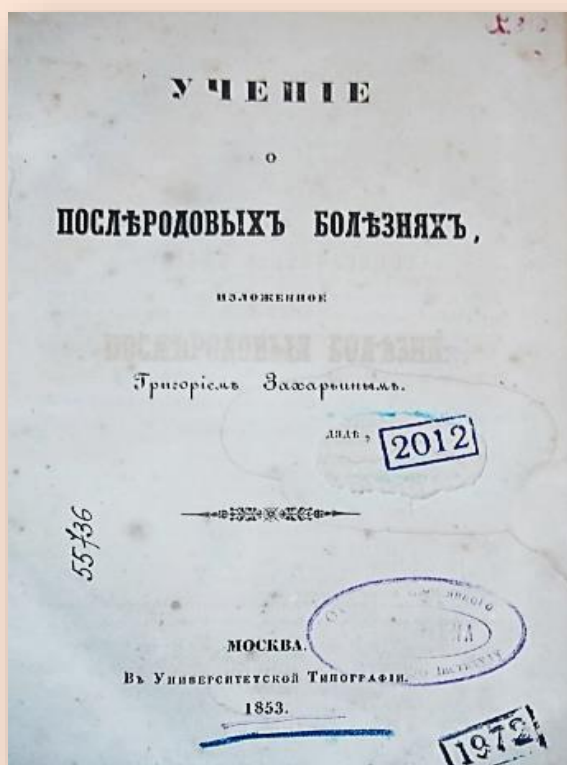 УЧЕНІЕ
О
ПОСЛѢРОДОВЫХЪ БОЛѢЗНЯХЪ,
ИЗЛОЖЕННОЕ
Григоріемъ Захарьинымъ.
2012
55736
МОСКВА.
Въ Университетской Типографіи.
1853.
1972